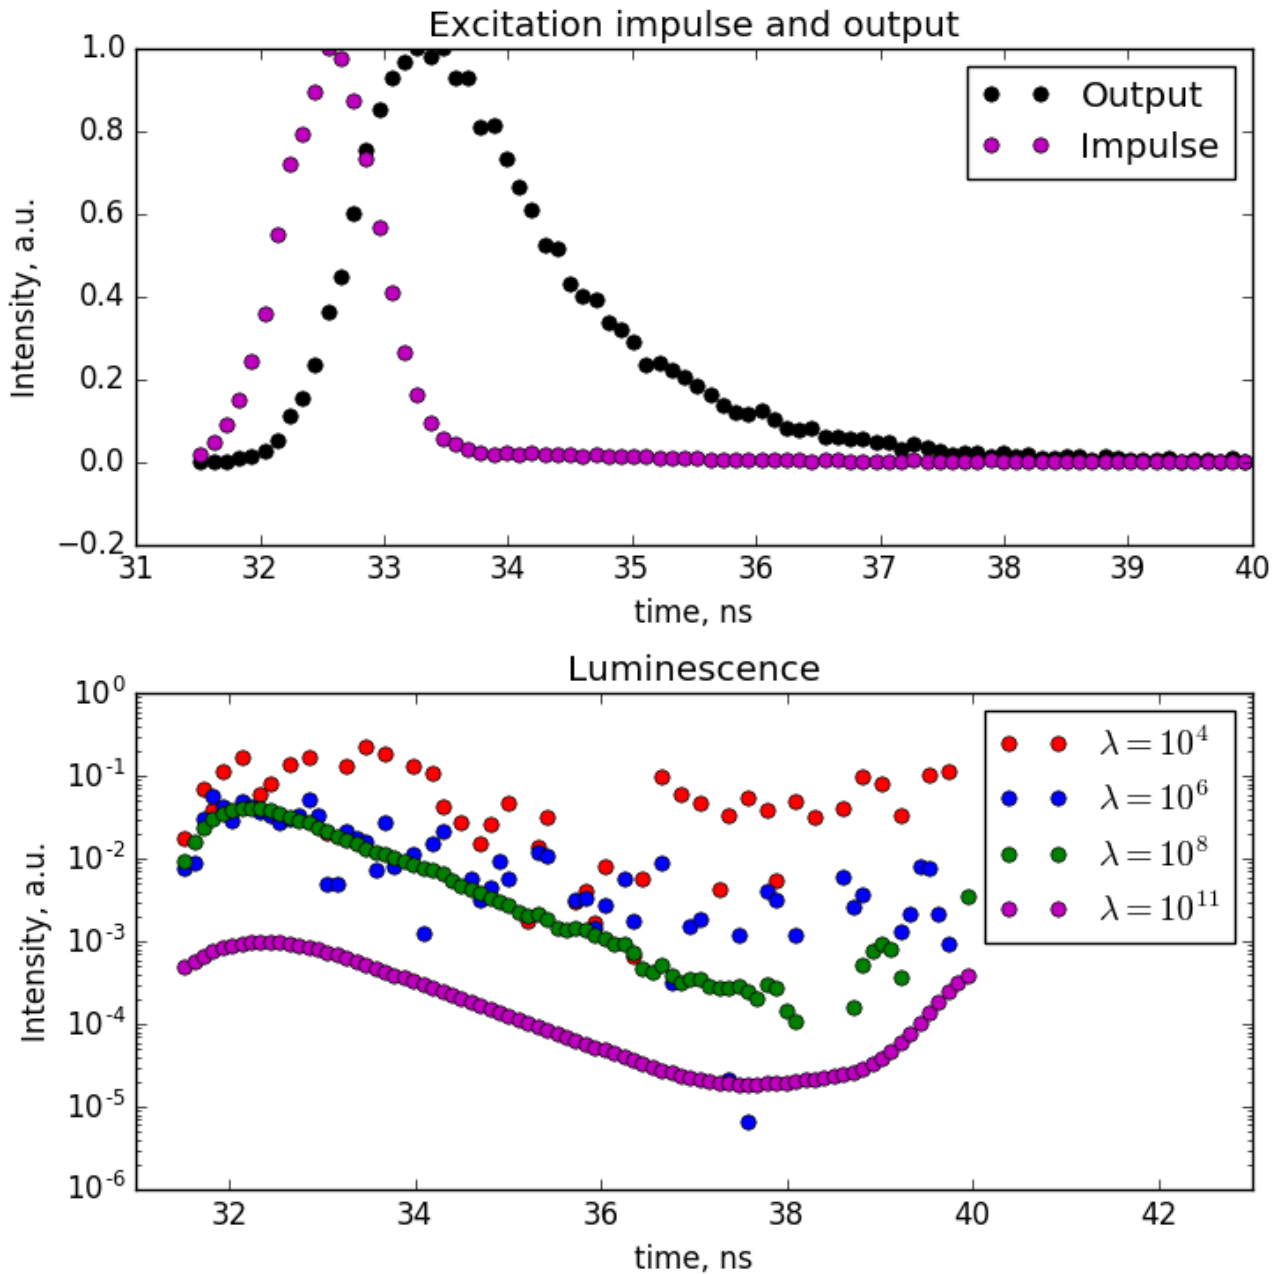 Excitation impulse and output
1.0
0.8
0.6
0.4
0.2
0.0
−0.2
Intensity, a.u.
Output
Impulse
31 32 33 34 35 36 37 38 39 40
time, ns
Luminescence
10^0
10^-1
10^-2
10^-3
10^-4
10^-5
10^-6
Intensity, a.u.
λ = 10^4
λ = 10^6
λ = 10^8
λ = 10^11
32 34 36 38 40 42
time, ns